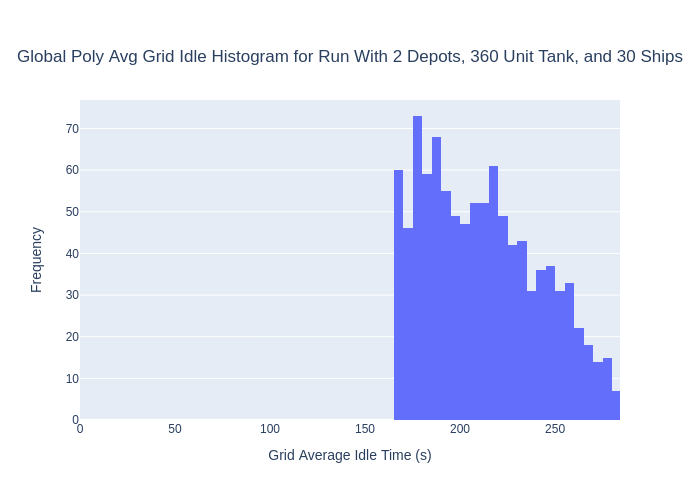 Global Poly Avg Grid Idle Histogram for Run With 2 Depots, 360 Unit Tank, and 30 Ships
70
60
50
40
30
20
10
0
Frequency
0 50 100 150 200 250
Grid Average Idle Time (s)